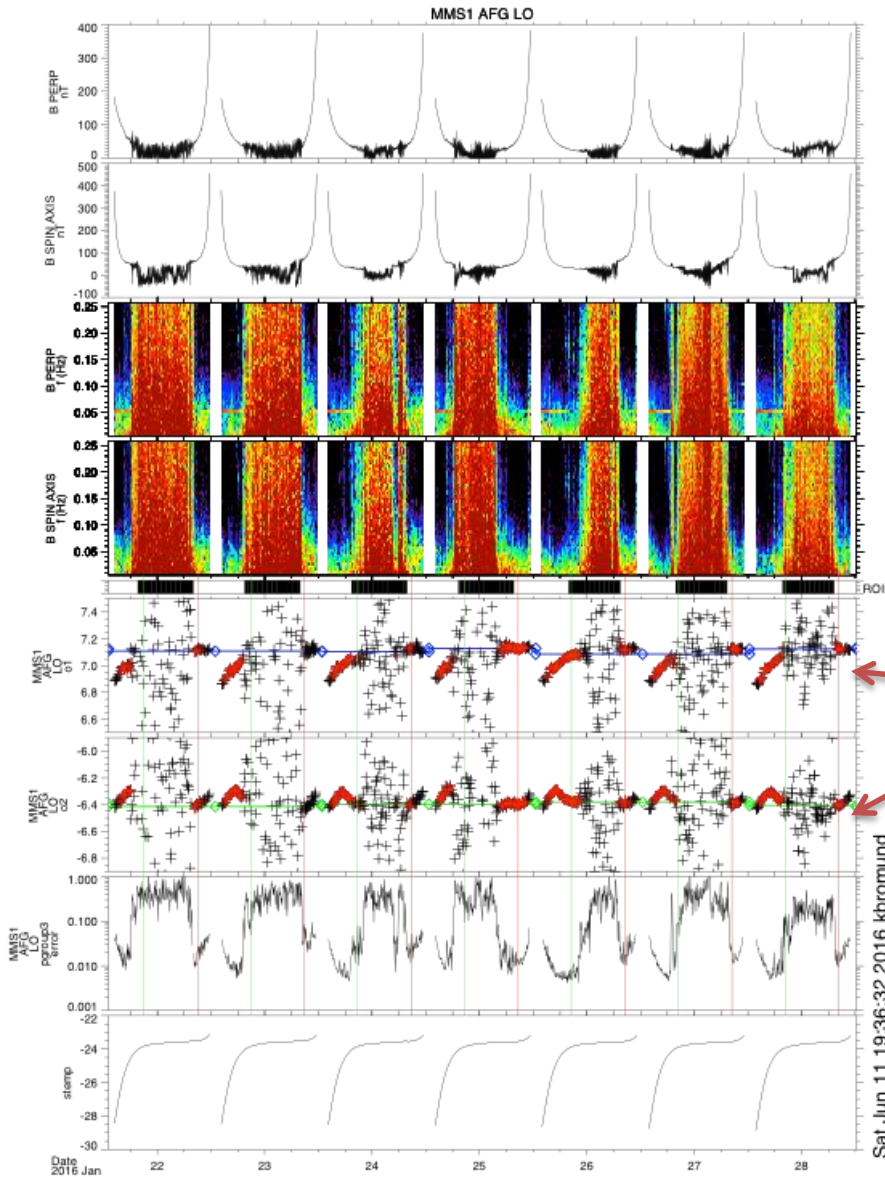 MMS1 AFG LO
400
300
200
100
0
B PERP
nT
500
400
300
200
100
0
-100
B SPIN AXIS
nT
0.25
0.20
0.15
0.10
0.05
B PERP
f (Hz)
0.25
0.20
0.15
0.10
0.05
B SPIN AXIS
f (Hz)
ROI
7.4
7.2
7.0
6.8
6.6
MMS1
AFG
LO
o1
-6.0
-6.2
-6.4
-6.6
-6.8
MMS1
AFG
LO
o2
1.000
0.100
0.010
0.001
MMS1
AFG
LO
pgroup3
error
-22
-24
-26
-28
-30
stemp
Date
2016 Jan
22 23 24 25 26 27 28
Sat Jun 11 19:36:32 2016 kbromund